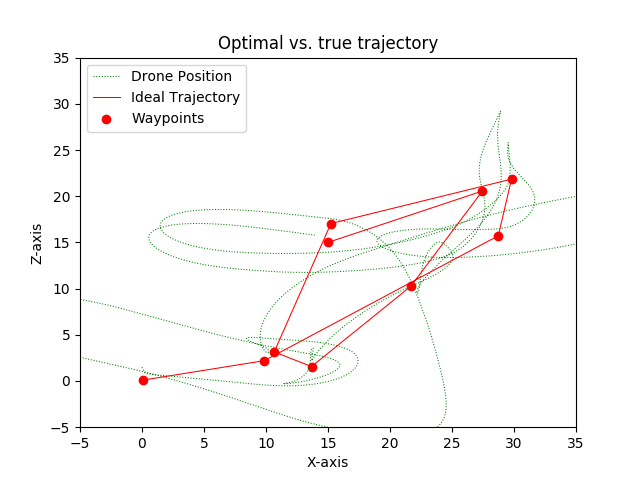 Optimal vs. true trajectory
Drone Position
Ideal Trajectory
Waypoints
35
30
25
20
15
10
5
0
−5
Z-axis
−5 0 5 10 15 20 25 30 35
X-axis